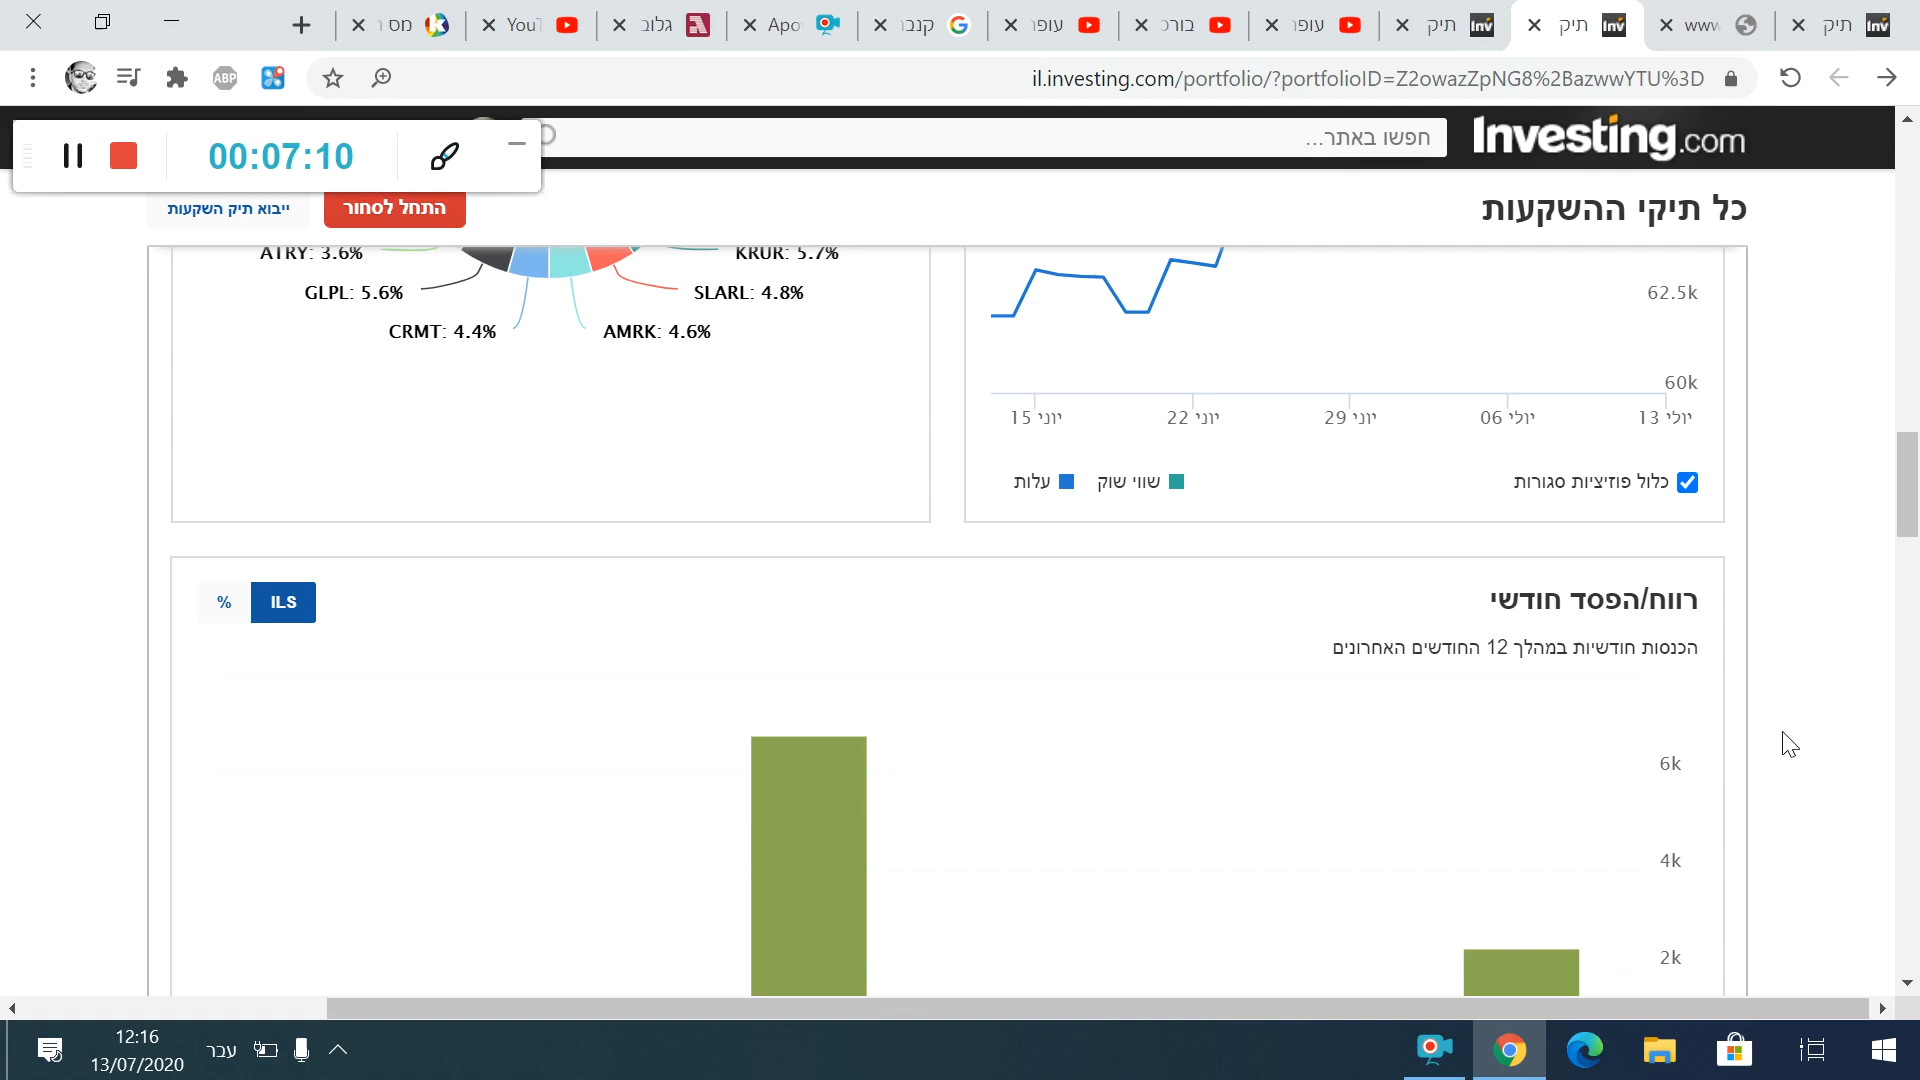 תיק
www
תיק
תיק
עופר
בורס
עופר
קנבו
Apo
גלוב
You
מס
il.investing.com/portfolio/?portfolioID=Z2owazZpNG8%2BazwwYTU%3D
ABP
Investing.com
חפשו באתר...
00:07:10
כל תיקי ההשקעות
התחל לסחור
ייבוא תיק השקעות
62.5k
60k
יוני 15
יוני 22
יוני 29
יולי 06
יולי 13
כלול פוזיציות סגורות
שווי שוק
עלות
ATRY: 3.6%
KRUR: 5.7%
GLPL: 5.6%
SLARL: 4.8%
CRMT: 4.4%
AMRK: 4.6%
רווח/הפסד חודשי
ILS
%
הכנסות חודשיות במהלך 12 החודשים האחרונים
6k
4k
2k
עבר
12:16
13/07/2020